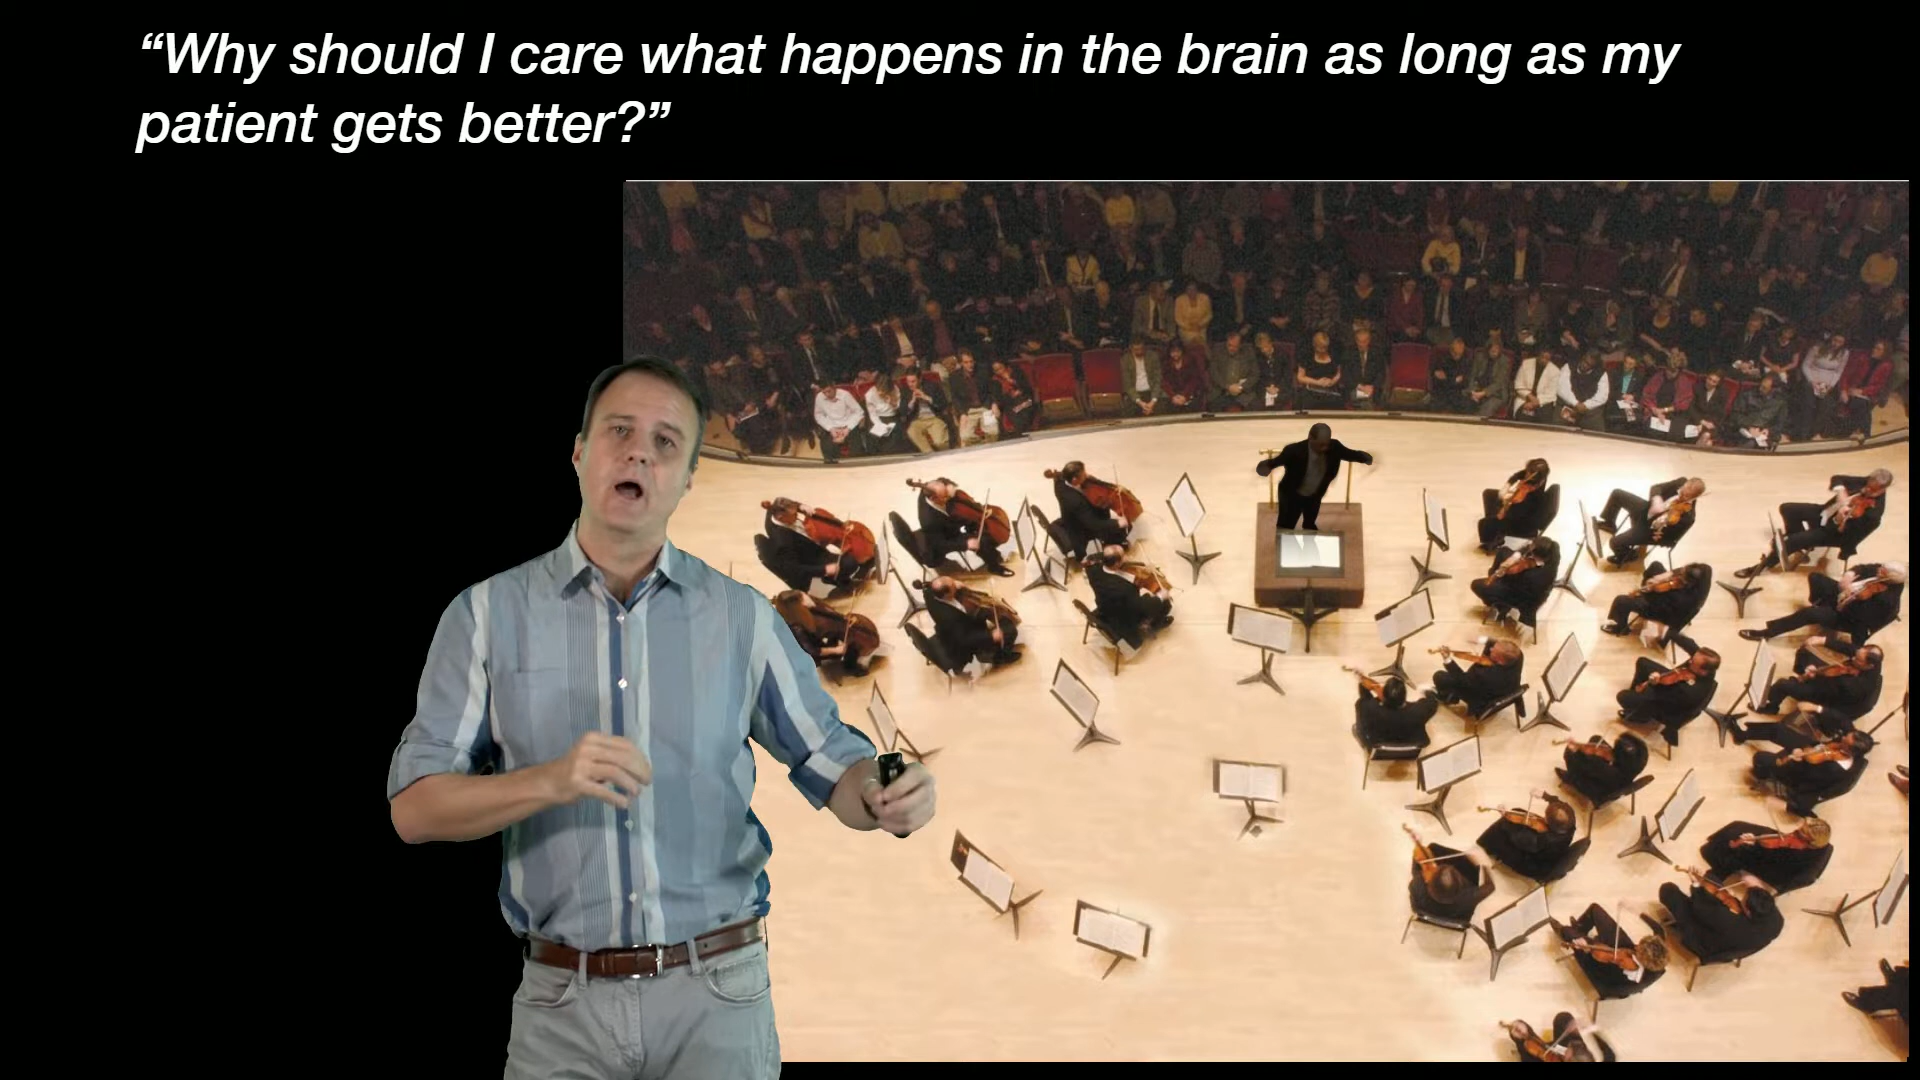 “Why should I care what happens in the brain as long as my
patient gets better?”